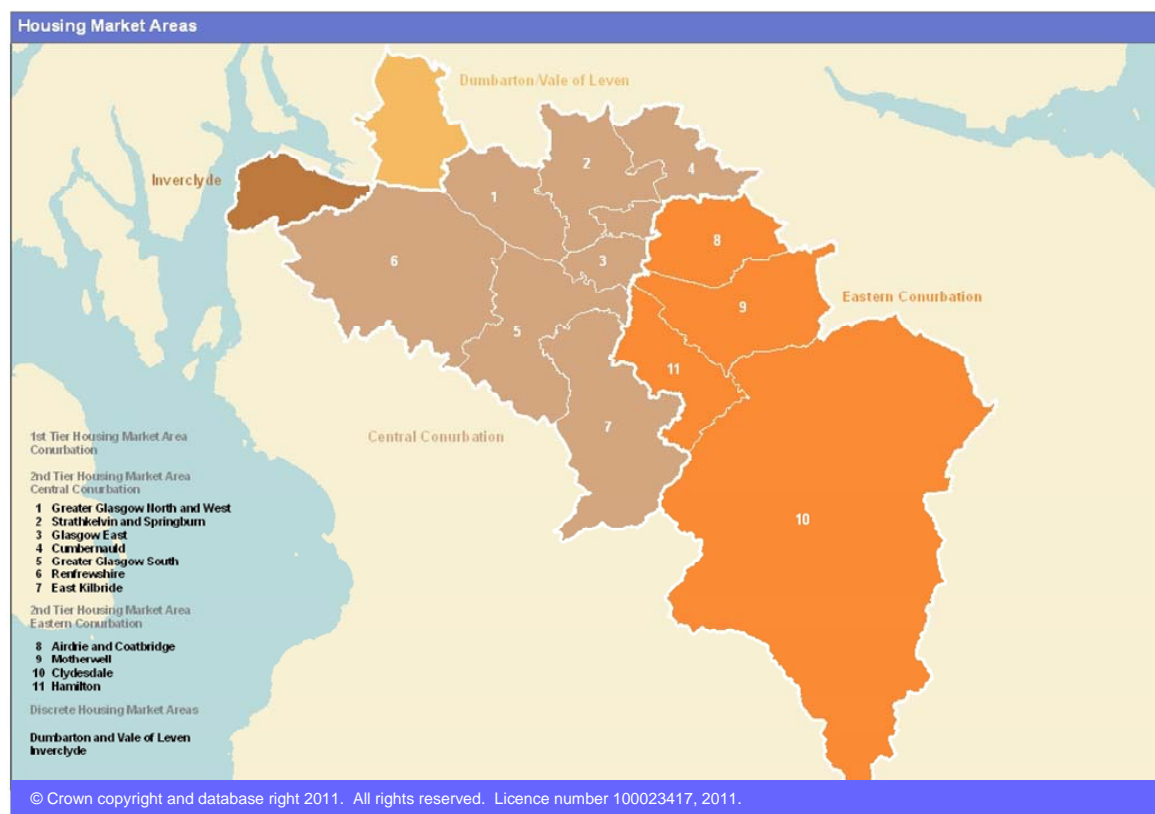 Housing Market Areas
Dumbarton/Vale of Leven
Inverclyde
2
4
1
8
3
6
Eastern Conurbation
9
5
11
7
Central Conurbation
10
1st Tier Housing Market Area
Conurbation
2nd Tier Housing Market Area
Central Conurbation
1 Greater Glasgow North and West
2 Strathkelvin and Springburn
3 Glasgow East
4 Cumbernauld
5 Greater Glasgow South
6 Renfrewshire
7 East Kilbride
2nd Tier Housing Market Area
Eastern Conurbation
8 Airdrie and Coatbridge
9 Motherwell
10 Clydesdale
11 Hamilton
Discrete Housing Market Areas
Dumbarton and Vale of Leven
Inverclyde
© Crown copyright and database right 2011. All rights reserved. Licence number 100023417, 2011.